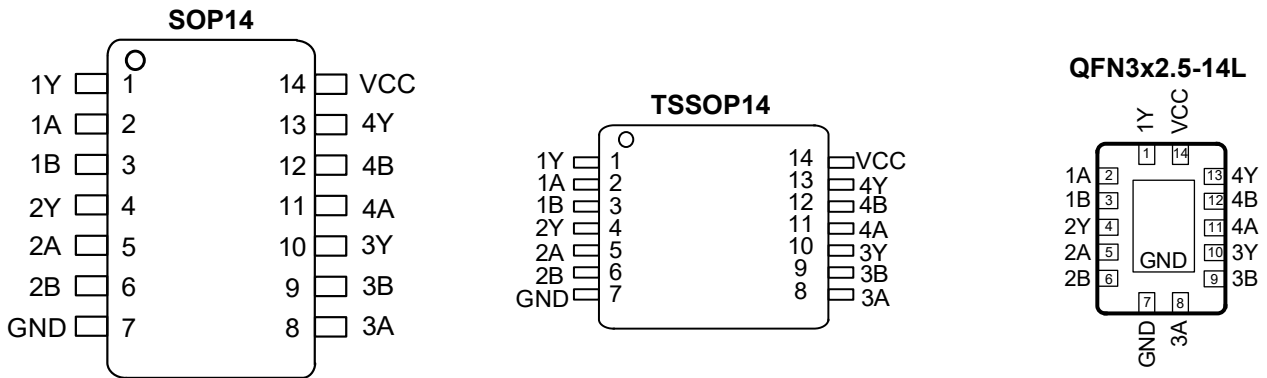 SOP14
1Y 1 14 VCC
1A 2 13 4Y
1B 3 12 4B
2Y 4 11 4A
2A 5 10 3Y
2B 6 9 3B
GND 7 8 3A
TSSOP14
1Y 1 14 VCC
1A 2 13 4Y
1B 3 12 4B
2Y 4 11 4A
2A 5 10 3Y
2B 6 9 3B
GND 7 8 3A
QFN3x2.5-14L
1Y VCC
1 14
1A 2 13 4Y
1B 3 12 4B
2Y 4 11 4A
2A 5 10 3Y
GND
2B 6 9 3B
7 8
GND 3A